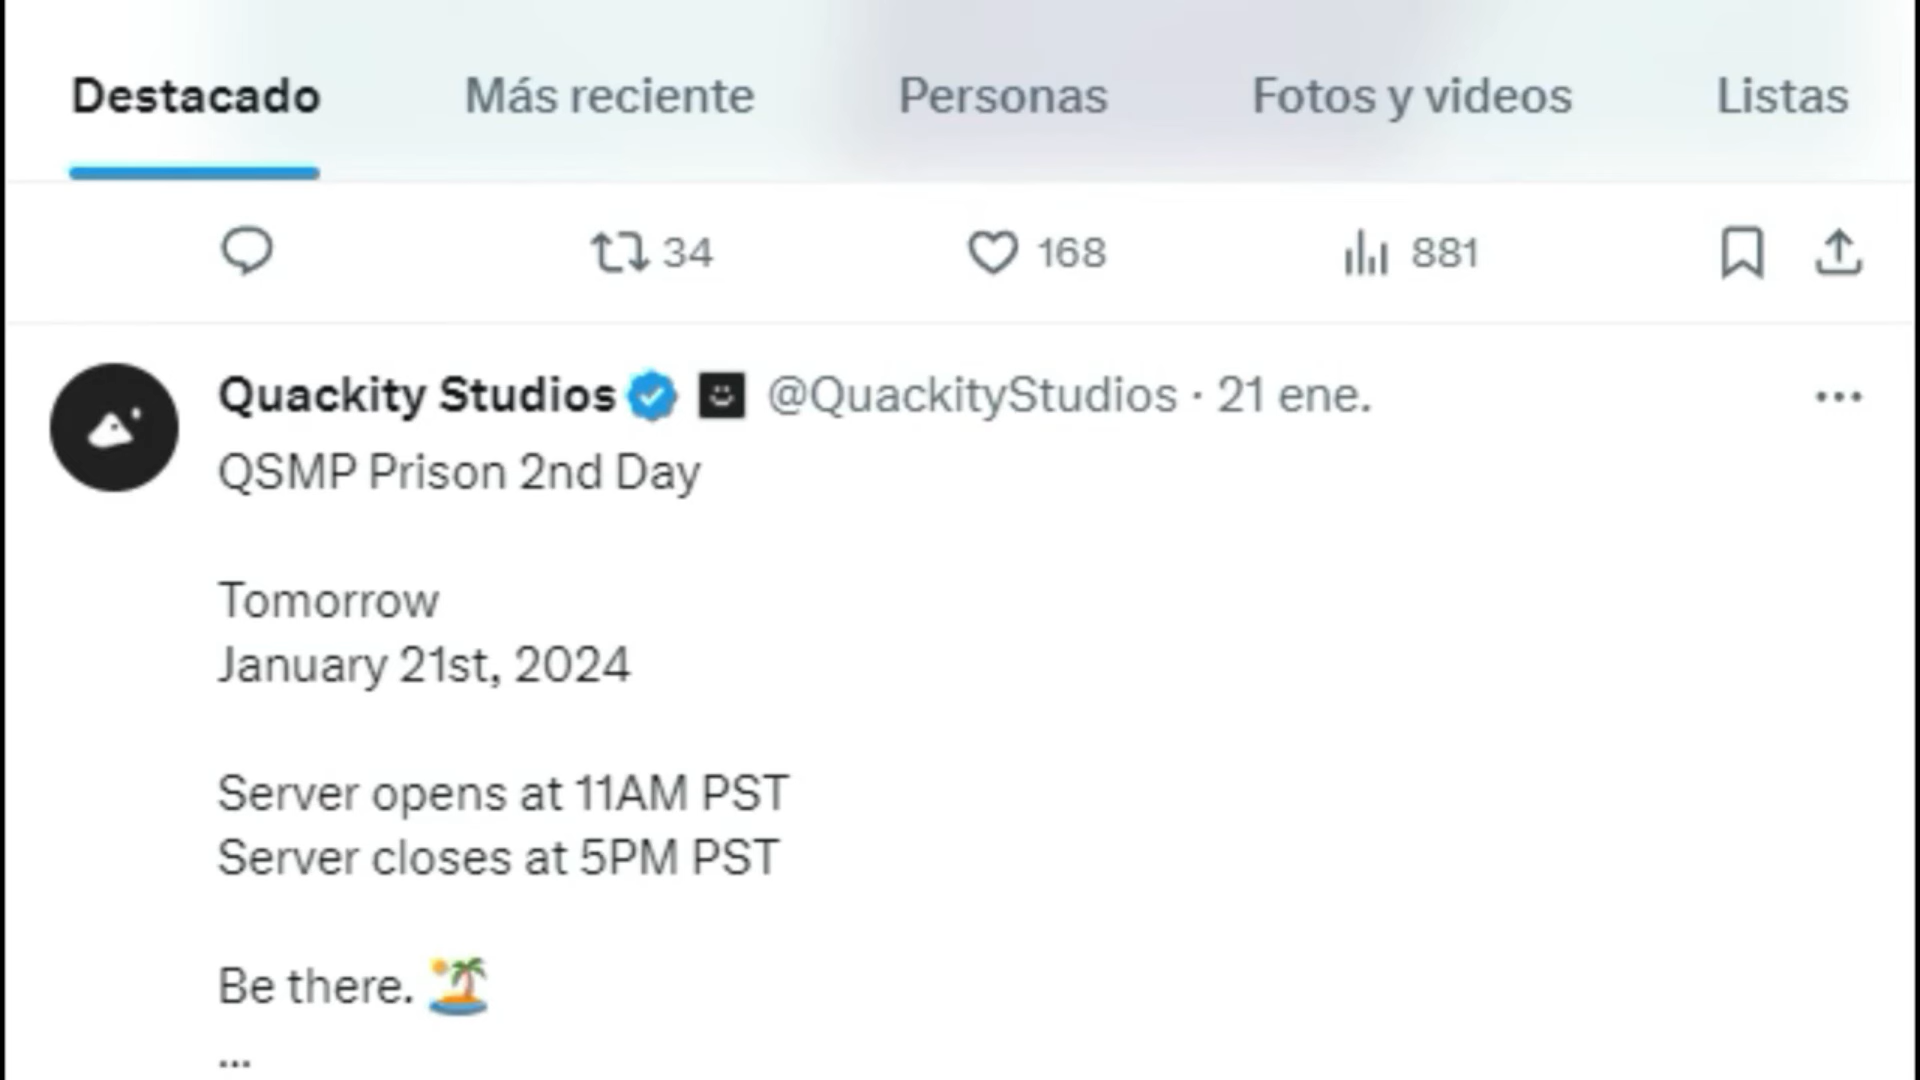 Destacado Más reciente Personas Fotos y videos Listas
34 168 881
Quackity Studios @QuackityStudios · 21 ene.
QSMP Prison 2nd Day
Tomorrow
January 21st, 2024
Server opens at 11AM PST
Server closes at 5PM PST
Be there. 🏝️
...